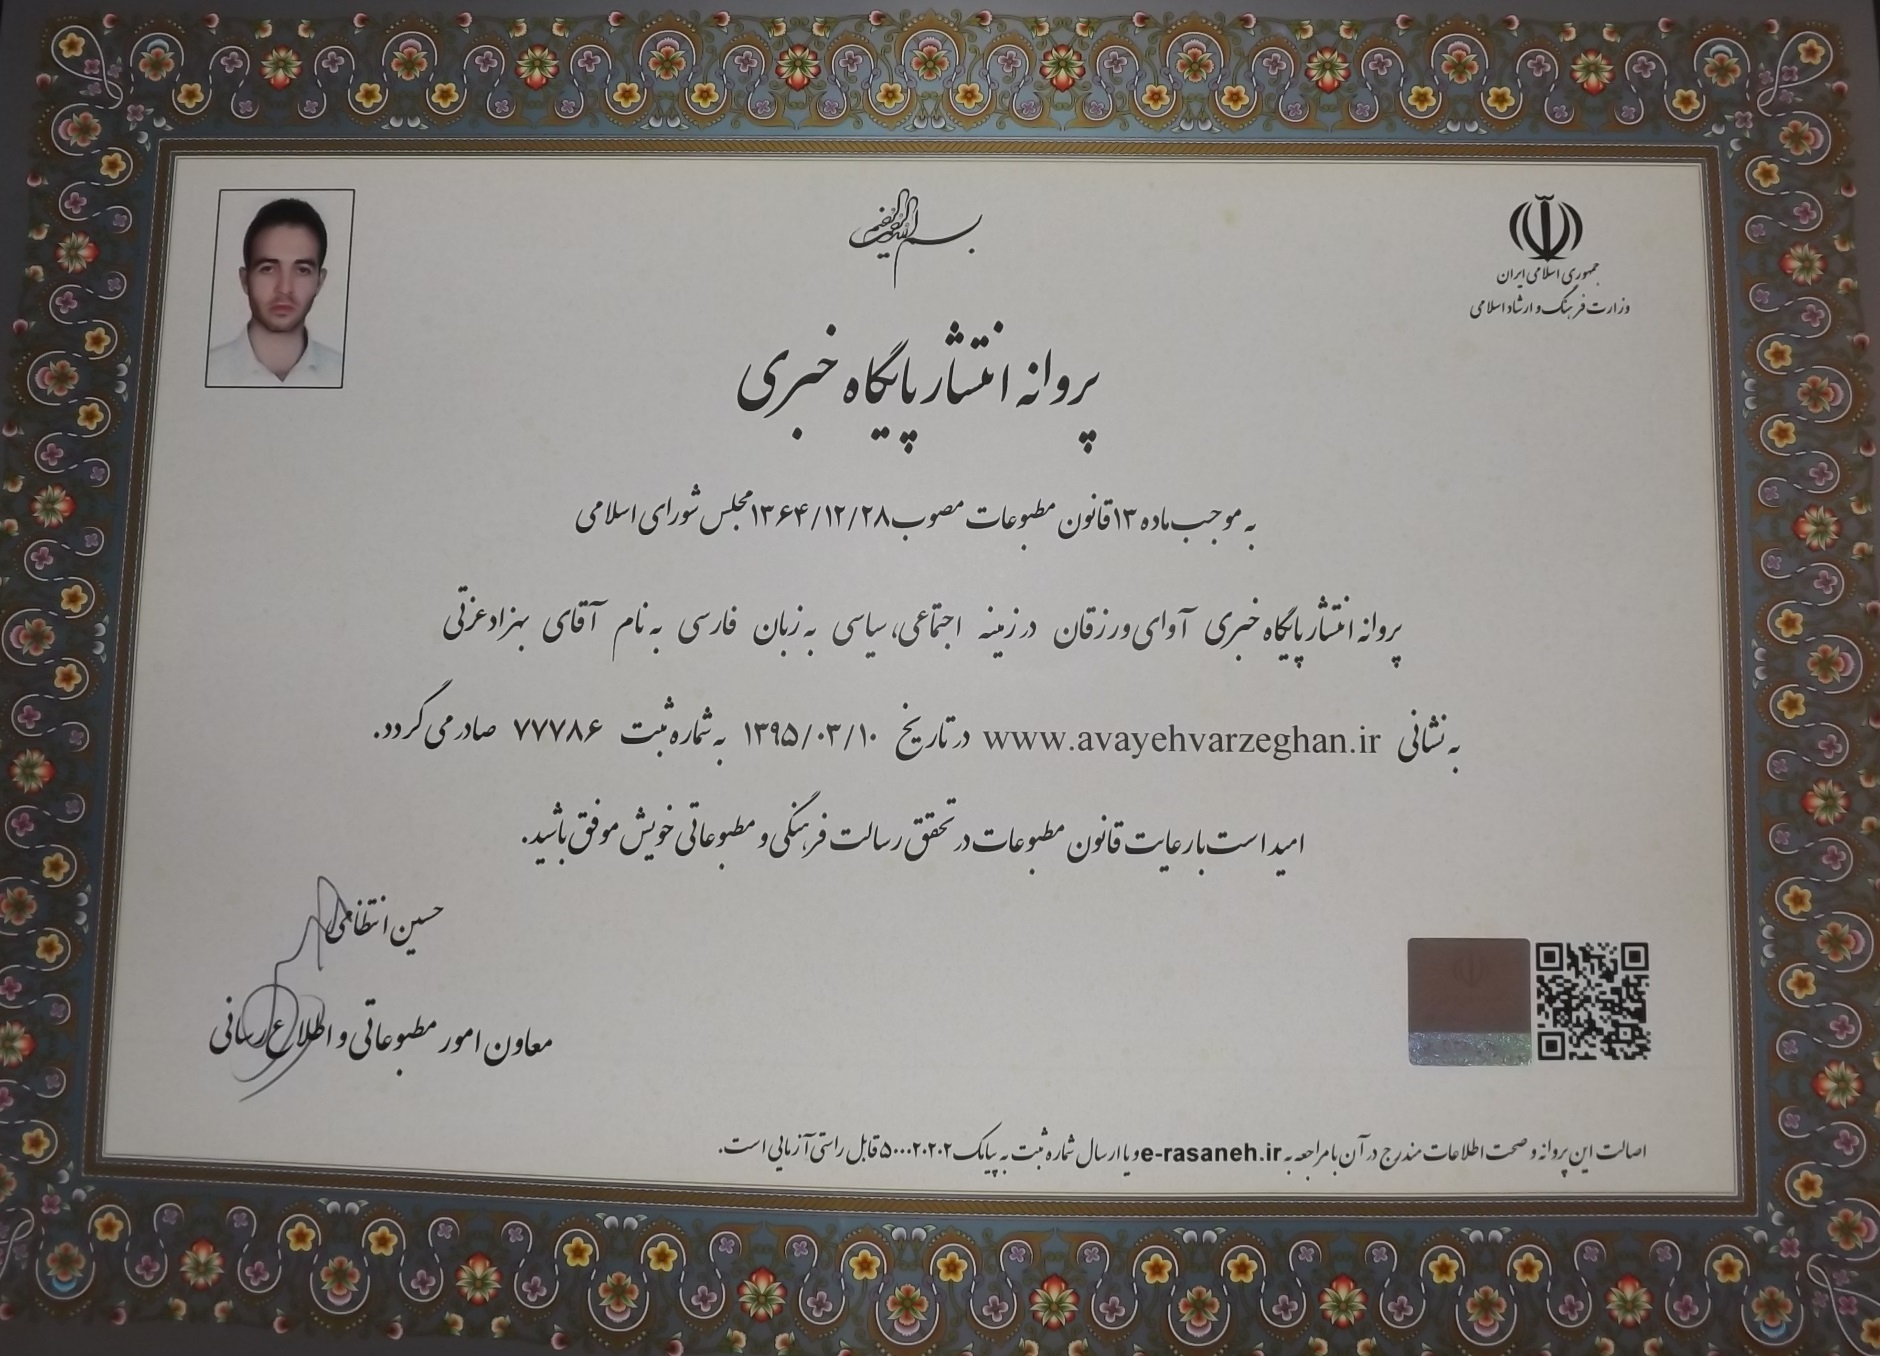 بسم الله الرحمن الرحیم
جمهوری اسلامی ایران
وزارت فرهنگ و ارشاد اسلامی
پروانه انتشار پایگاه خبری
به موجب ماده ۱۳ قانون مطبوعات مصوب ۱۳۶۴/۱۲/۲۸ مجلس شورای اسلامی
پروانه انتشار پایگاه خبری آوای ورزقان در زمینه اجتماعی، سیاسی به زبان فارسی به نام آقای بهزاد عزتی
به نشانی www.avayehvarzeghan.ir در تاریخ ۱۳۹۵/۰۳/۱۰ به شماره ثبت ۷۷۷۸۶ صادر می گردد.
امید است با رعایت قانون مطبوعات در تحقق رسالت فرهنگی و مطبوعاتی خویش موفق باشید.
حسین انتظامی
معاون امور مطبوعاتی و اطلاع رسانی
اصالت این پروانه و صحت اطلاعات مندرج در آن با مراجعه به e-rasaneh.ir و یا ارسال شماره ثبت به پیامک ۵۰۰۰۲۰۲۰۲ قابل راستی آزمایی است.